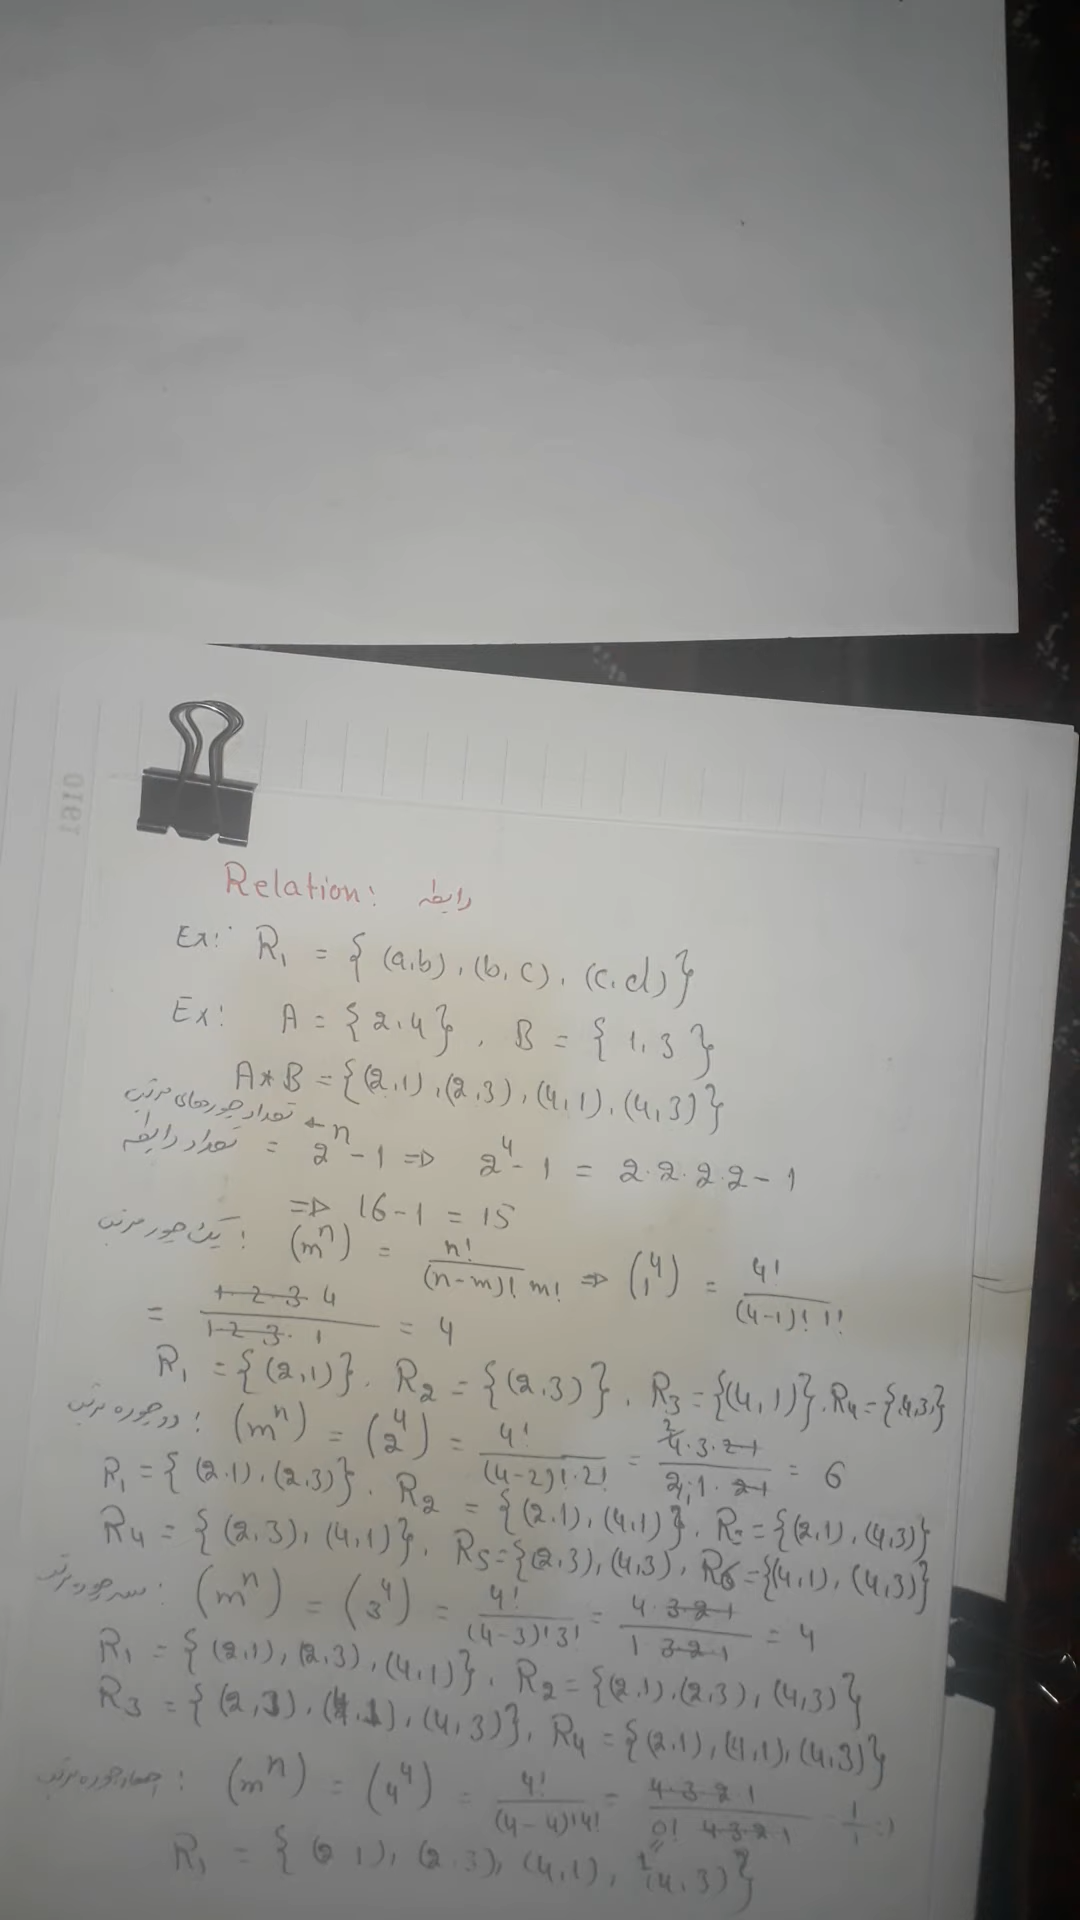 0161
Relation: رابطه
Ex: R₁ = { (a,b), (b,c), (c,d) }
Ex: A = {2,4}, B = {1,3}
A*B = {(2,1), (2,3), (4,1), (4,3)}
تعداد جوره‌های مرتب
تعداد رابطه = 2ⁿ - 1 ⇒ 2⁴ - 1 = 2·2·2·2 - 1
⇒ 16 - 1 = 15
یک جوره مرتب: (mⁿ) = n! / (n-m)! m! ⇒ (1⁴) = 4! / (4-1)! 1!
= 1·2·3·4 / 1·2·3·1 = 4
R₁ = {(2,1)}, R₂ = {(2,3)}, R₃ = {(4,1)}, R₄ = {4,3)}
دو جوره مرتب: (mⁿ) = (2⁴) = 4! / (4-2)!·2! = 4·3·2·1 / 2·1·2·1 = 6
R₁ = {(2,1), (2,3)}, R₂ = {(2,1), (4,1)}, R₃ = {(2,1), (4,3)}
R₄ = {(2,3), (4,1)}, R₅ = {(2,3), (4,3), R₆ = {(4,1), (4,3)}
سه جوره مرتب: (mⁿ) = (3⁴) = 4! / (4-3)! 3! = 4·3·2·1 / 1·3·2·1 = 4
R₁ = {(2,1), (2,3), (4,1)}, R₂ = {(2,1), (2,3), (4,3)}
R₃ = {(2,3), (4,1), (4,3)}, R₄ = {(2,1), (4,1), (4,3)}
چهار جوره مرتب: (mⁿ) = (4⁴) = 4! / (4-4)! 4! = 4·3·2·1 / 0! 4·3·2·1 = 1/1 = 1
R₁ = {(2,1), (2,3), (4,1), (4,3)}